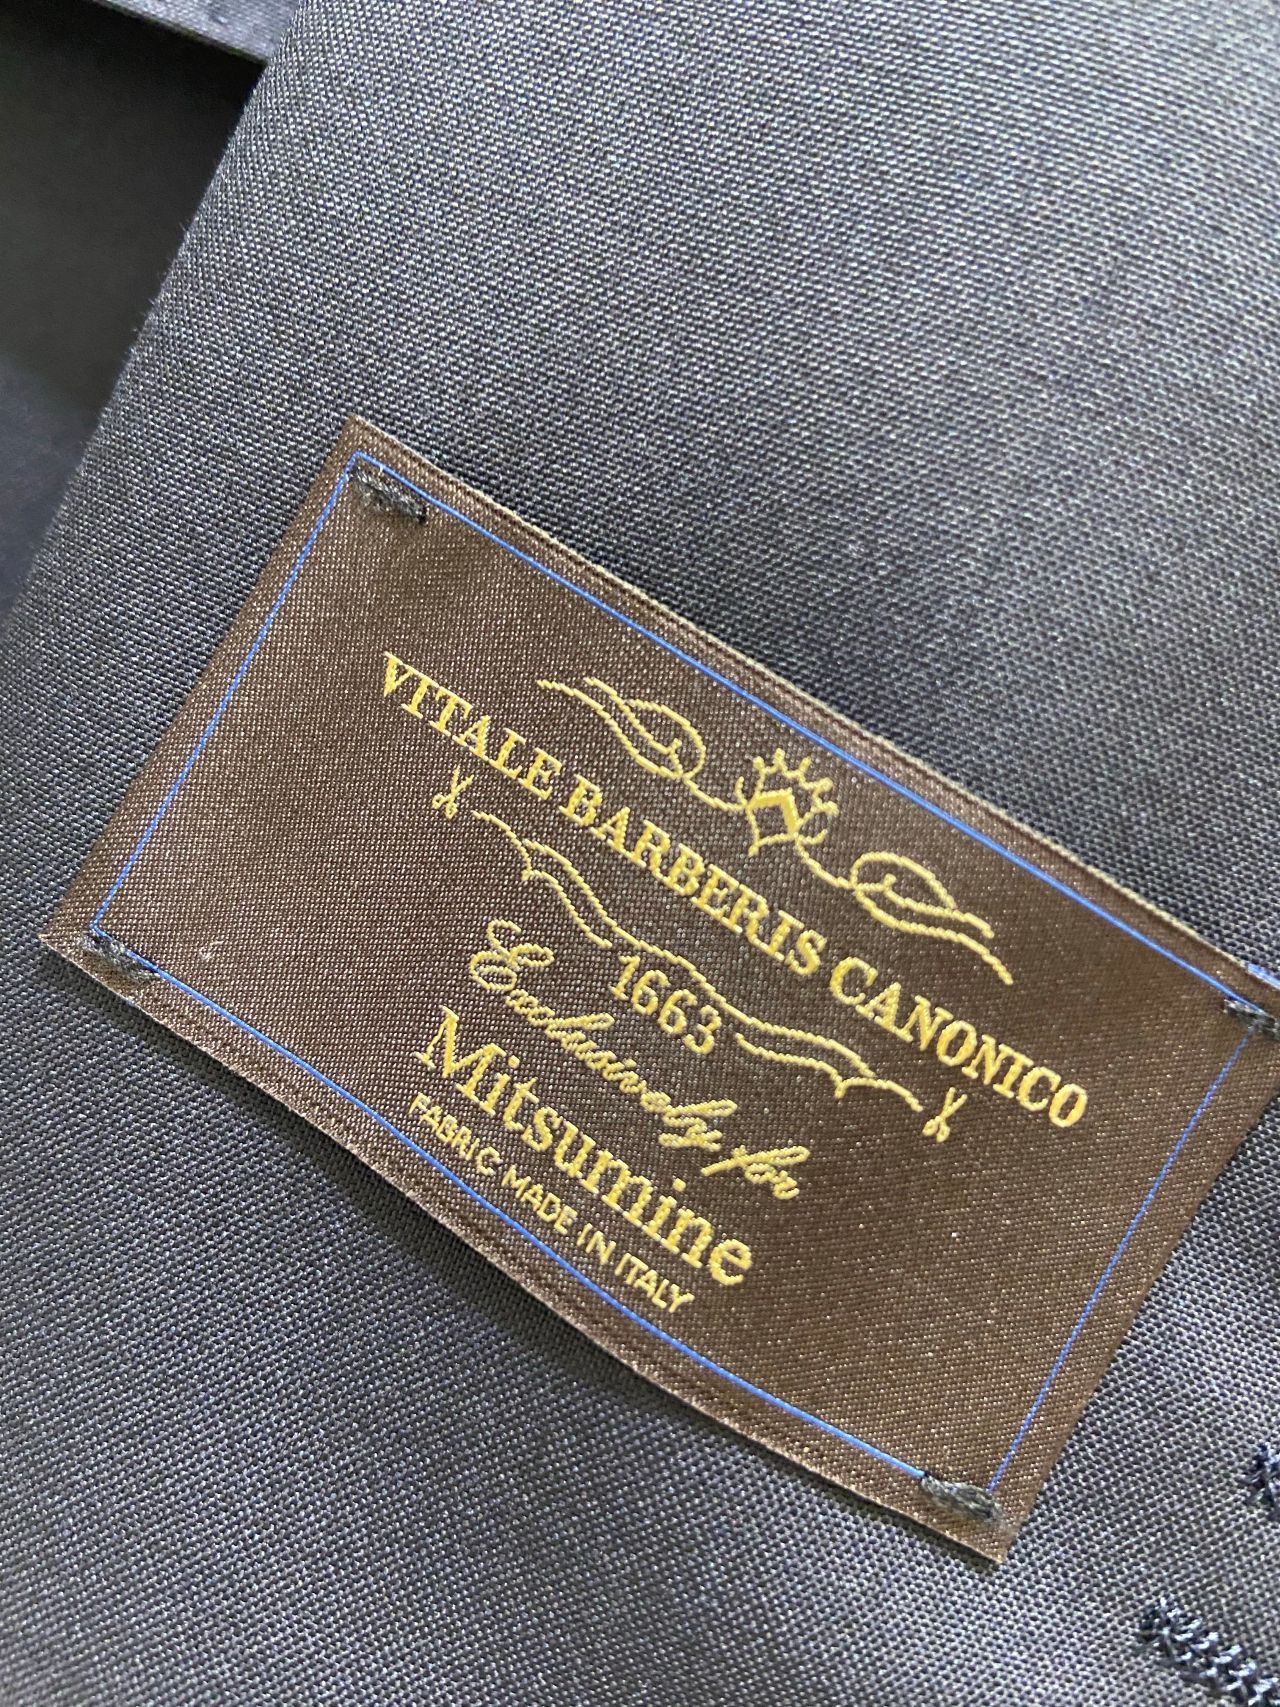 VITALE BARBERIS CANONICO
1663
Exclusively for
Mitsumine
FABRIC MADE IN ITALY